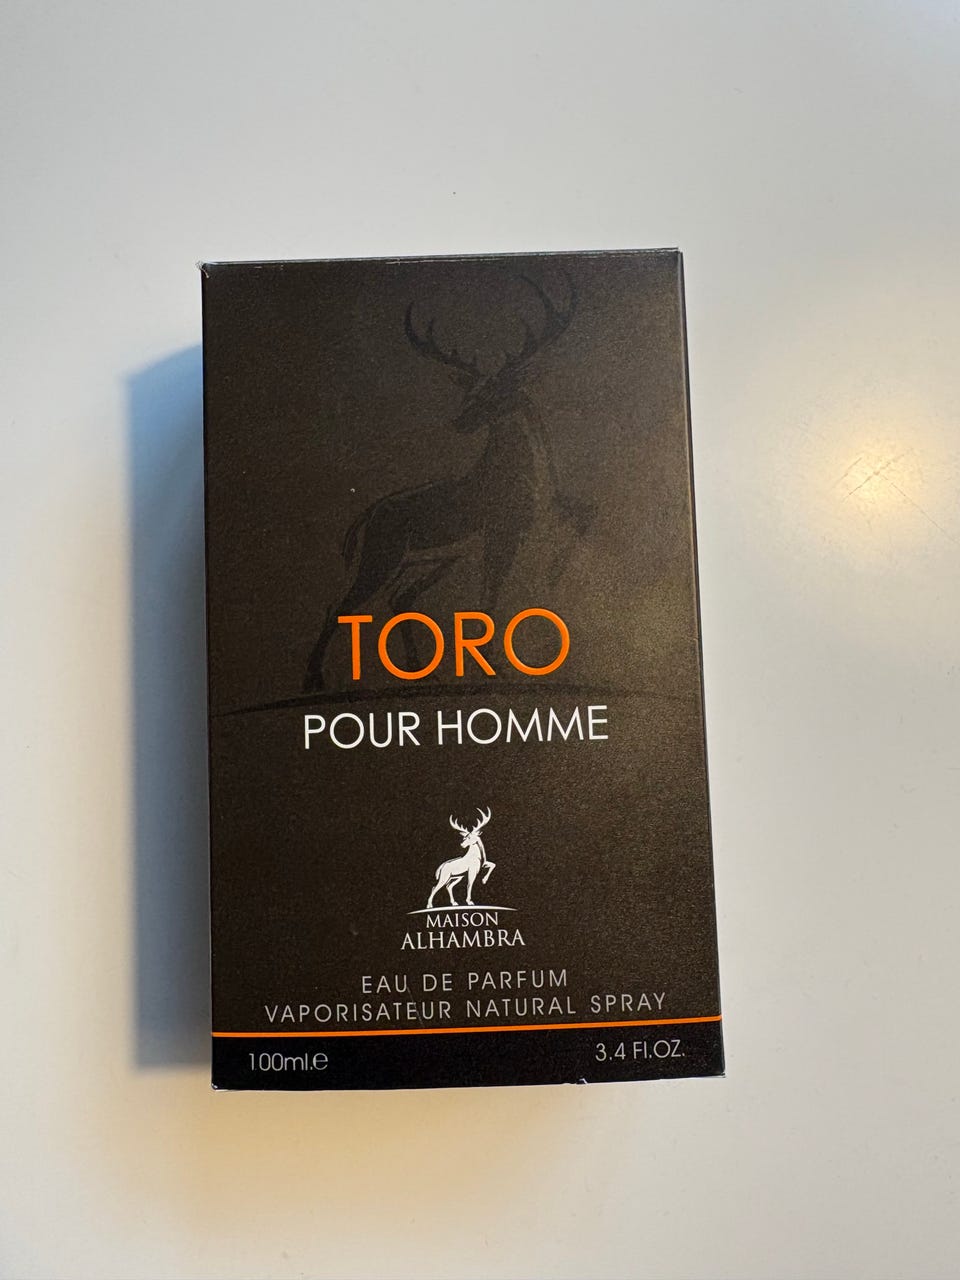 TORO
POUR HOMME
MAISON
ALHAMBRA
EAU DE PARFUM
VAPORISATEUR NATURAL SPRAY
100ml.e
3.4 Fl.OZ.